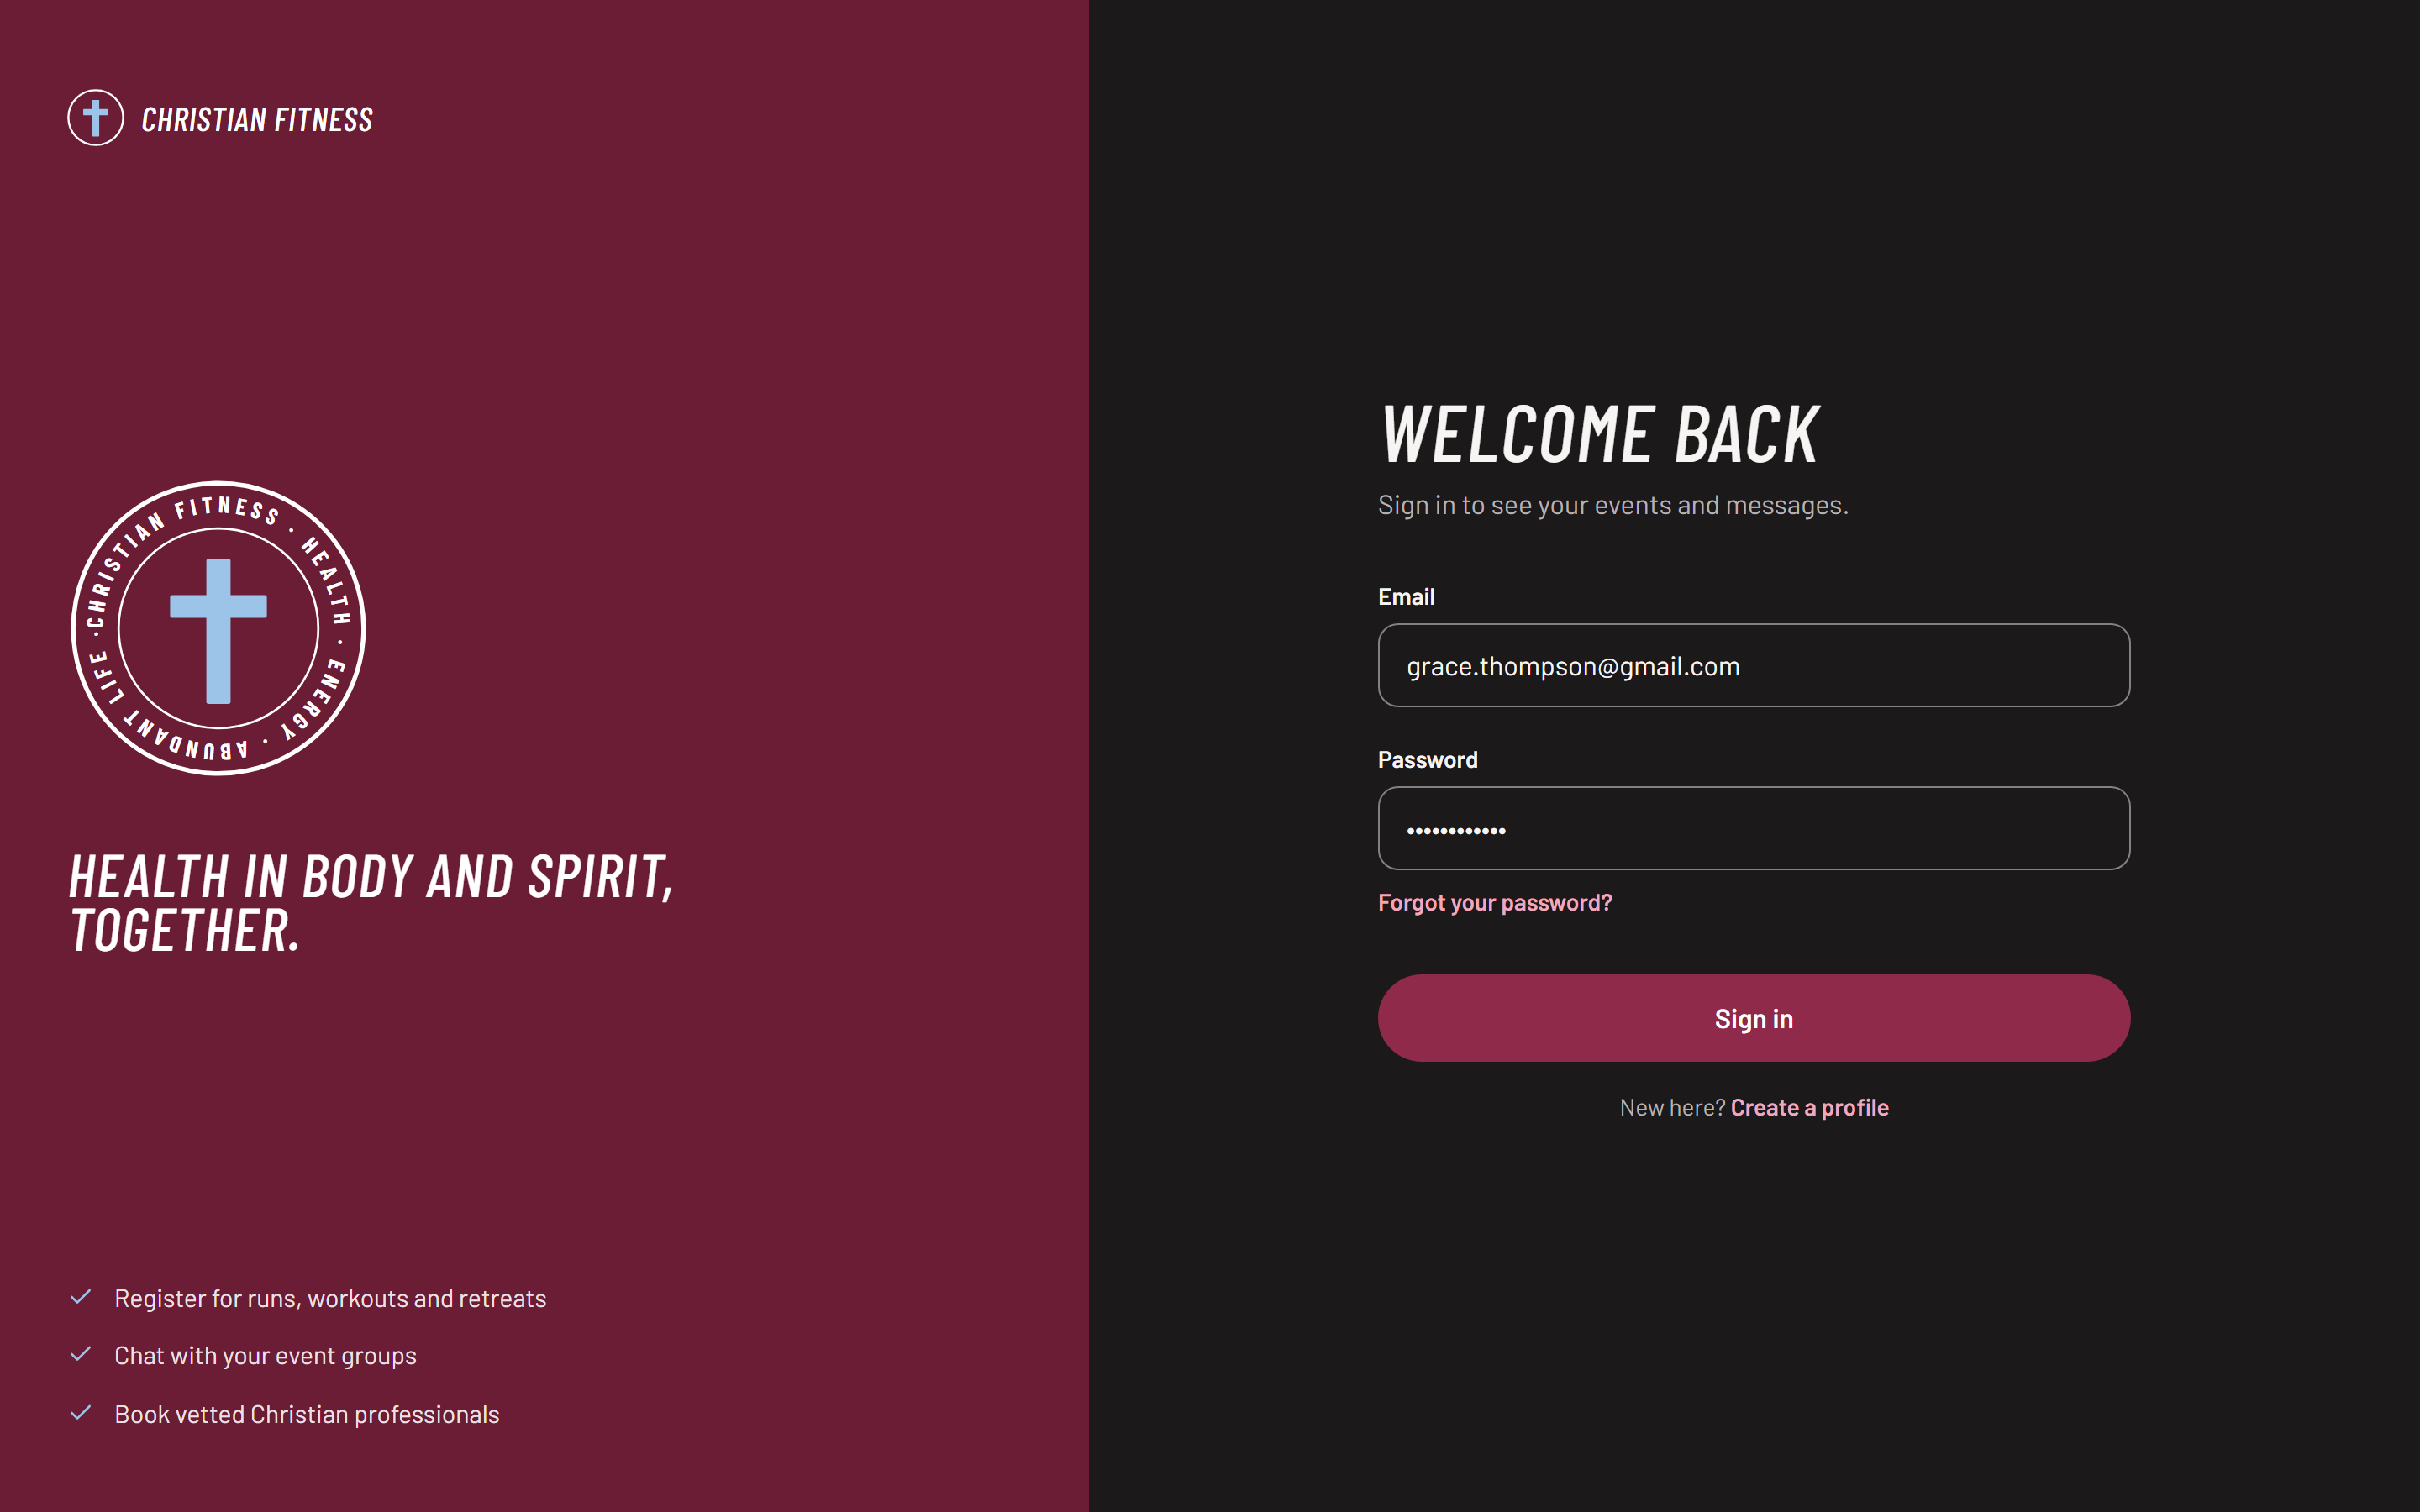 CHRISTIAN FITNESS
CHRISTIAN FITNESS · HEALTH · ENERGY · ABUNDANT LIFE ·
HEALTH IN BODY AND SPIRIT,
TOGETHER.
Register for runs, workouts and retreats
Chat with your event groups
Book vetted Christian professionals
WELCOME BACK
Sign in to see your events and messages.
Email
grace.thompson@gmail.com
Password
••••••••••••
Forgot your password?
Sign in
New here? Create a profile